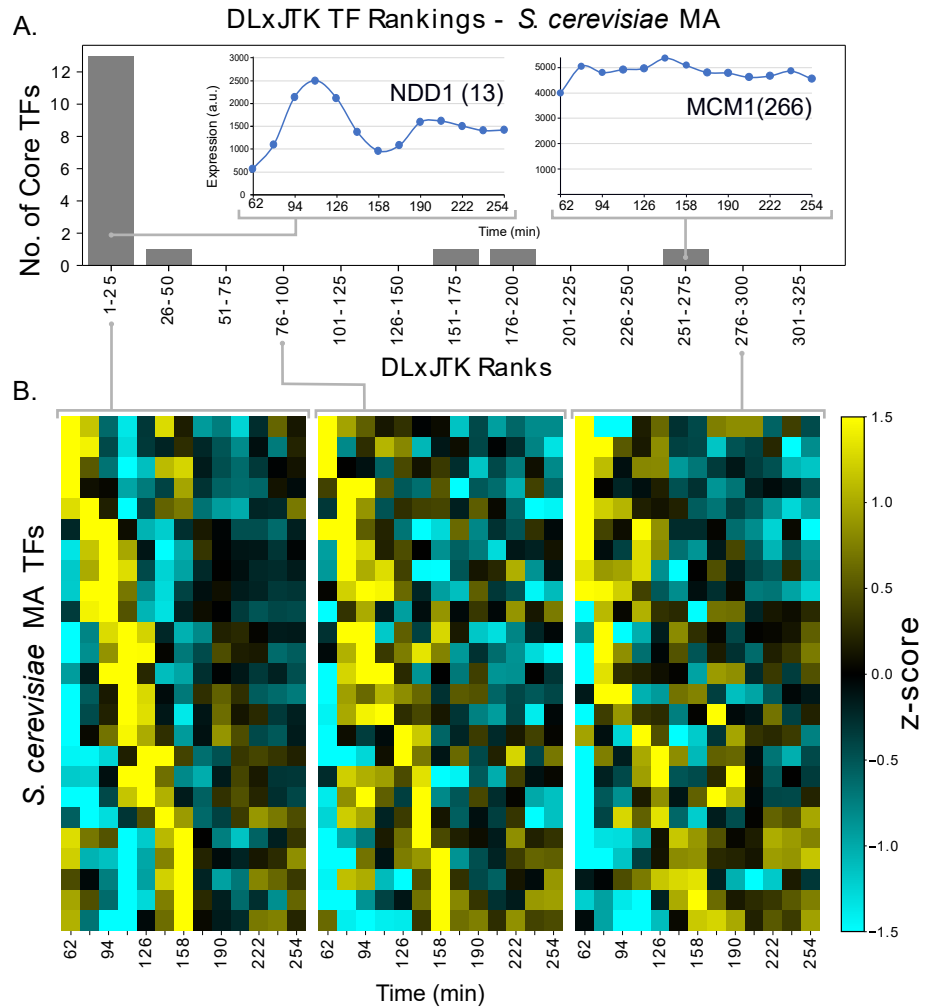 DLxJTK TF Rankings - S. cerevisiae MA
A.
No. of Core TFs
12
10
8
6
4
2
0
Expression (a.u.)
3000
2500
2000
1500
1000
500
0
NDD1 (13)
62 94 126 158 190 222 254
5000
4000
3000
2000
1000
MCM1(266)
62 94 126 158 190 222 254
Time (min)
1-25 26-50 51-75 76-100 101-125 126-150 151-175 176-200 201-225 226-250 251-275 276-300 301-325
DLxJTK Ranks
B.
S. cerevisiae MA TFs
62 94 126 158 190 222 254
62 94 126 158 190 222 254
62 94 126 158 190 222 254
Time (min)
1.5
1.0
0.5
0.0
−0.5
−1.0
−1.5
z-score